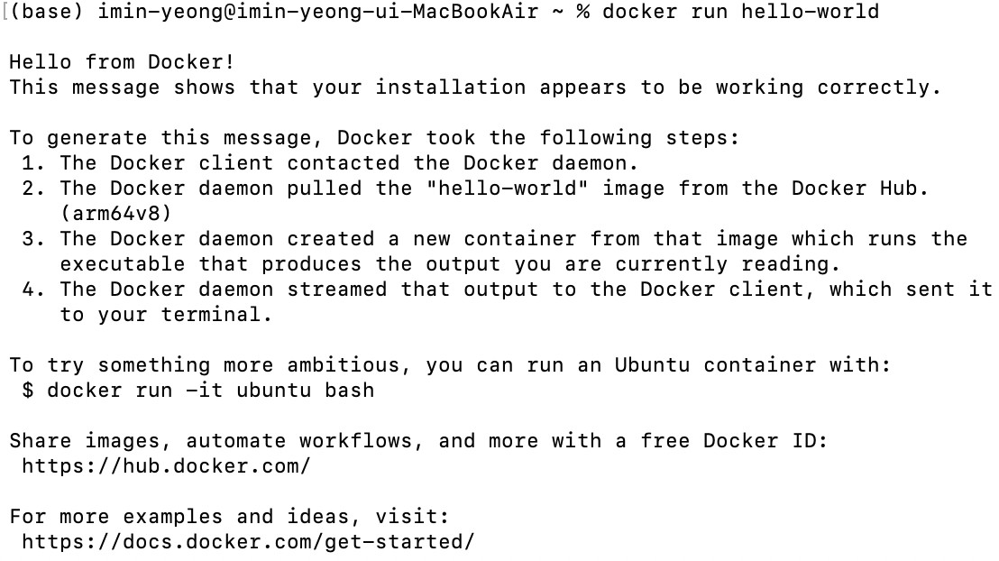 [(base) imin-yeong@imin-yeong-ui-MacBookAir ~ % docker run hello-world
Hello from Docker!
This message shows that your installation appears to be working correctly.
To generate this message, Docker took the following steps:
1. The Docker client contacted the Docker daemon.
2. The Docker daemon pulled the "hello-world" image from the Docker Hub.
(arm64v8)
3. The Docker daemon created a new container from that image which runs the
executable that produces the output you are currently reading.
4. The Docker daemon streamed that output to the Docker client, which sent it
to your terminal.
To try something more ambitious, you can run an Ubuntu container with:
$ docker run -it ubuntu bash
Share images, automate workflows, and more with a free Docker ID:
https://hub.docker.com/
For more examples and ideas, visit:
https://docs.docker.com/get-started/